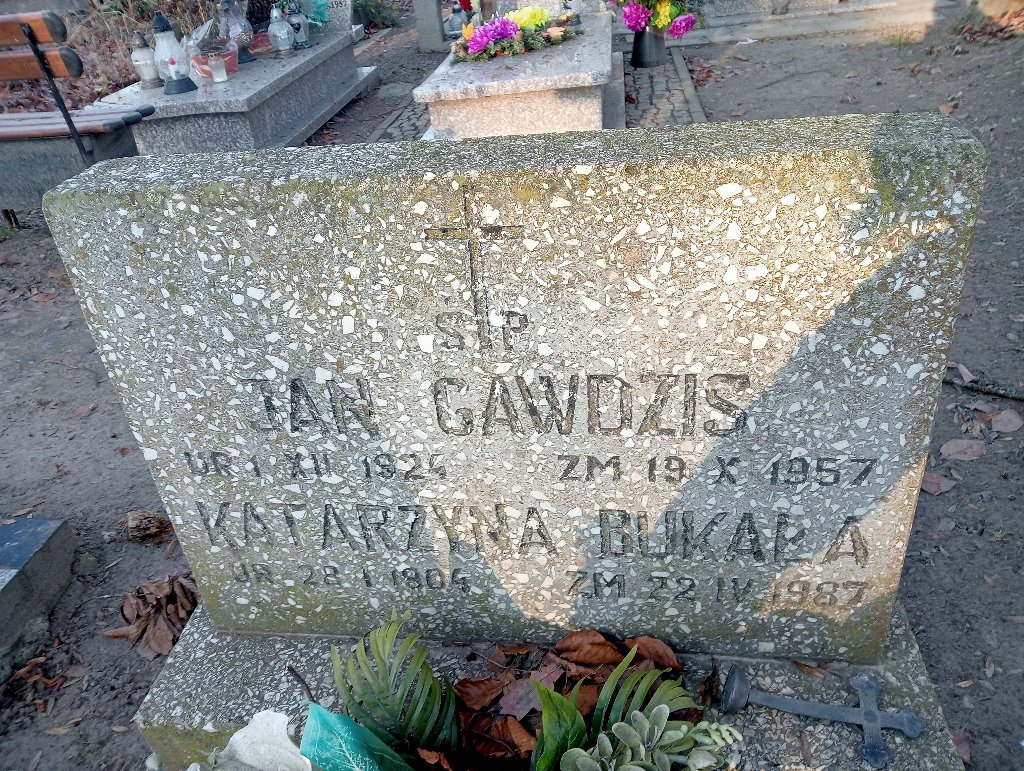 Ś P
JAN GAWDZIS
UR 1 XII 1924 ZM 19 X 1957
KATARZYNA BUKAŁA
UR 28 I 1904 ZM 22 IV 1987